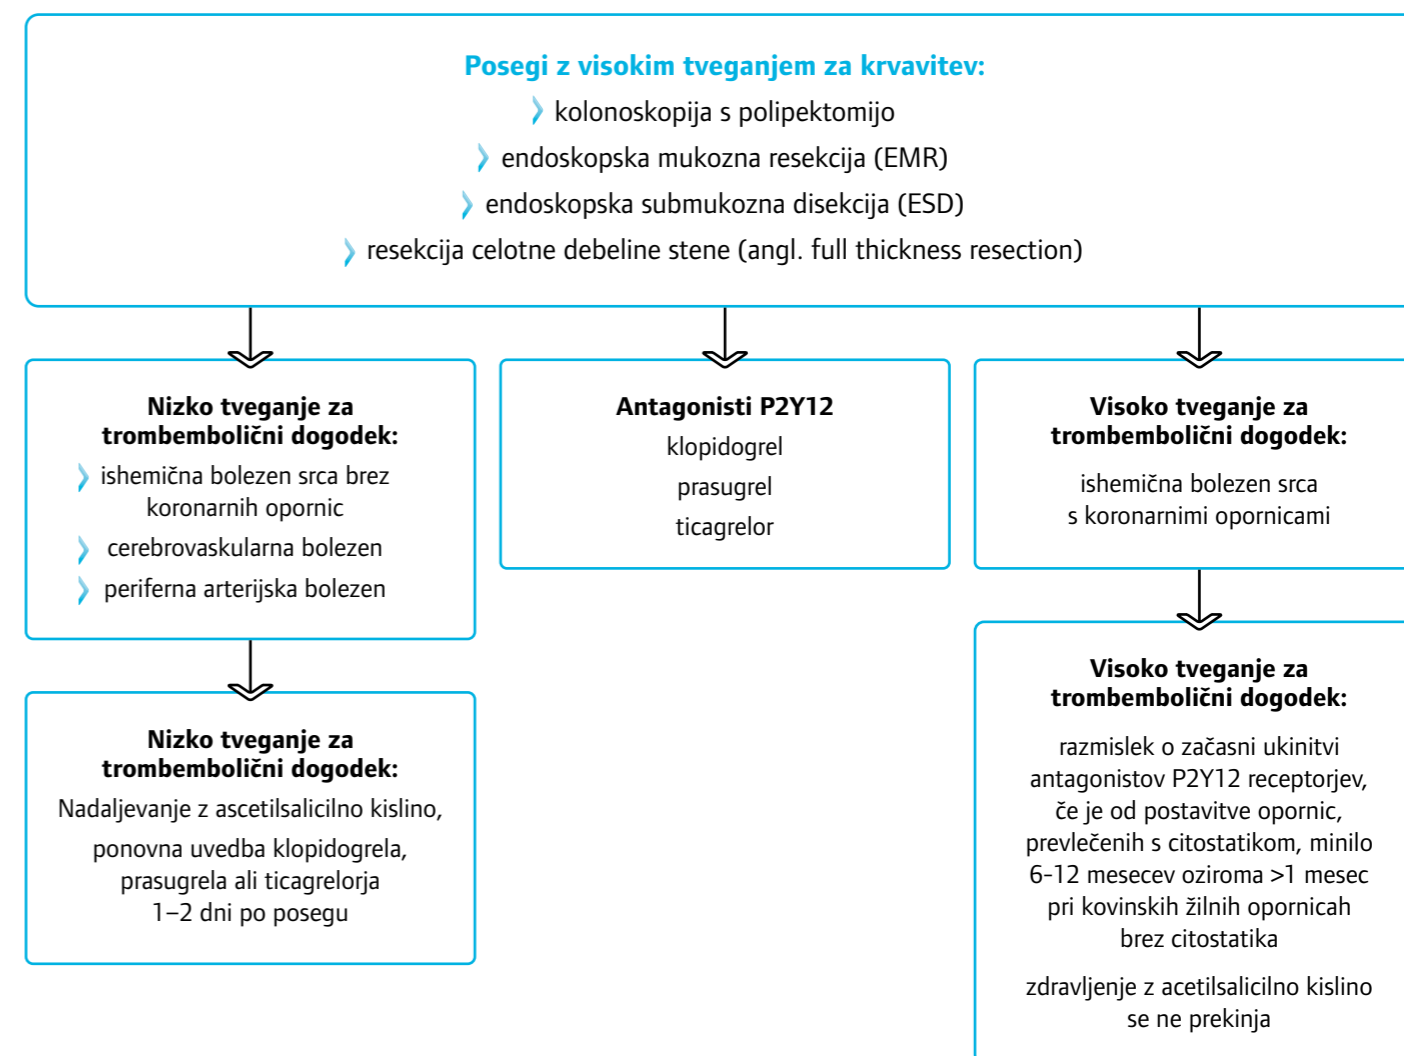 Posegi z visokim tveganjem za krvavitev:
kolonoskopija s polipektomijo
endoskopska mukozna resekcija (EMR)
endoskopska submukozna disekcija (ESD)
resekcija celotne debeline stene (angl. full thickness resection)
Nizko tveganje za
trombembolični dogodek:
ishemična bolezen srca brez
koronarnih opornic
cerebrovaskularna bolezen
periferna arterijska bolezen
Antagonisti P2Y12
klopidogrel
prasugrel
ticagrelor
Visoko tveganje za
trombembolični dogodek:
ishemična bolezen srca
s koronarnimi opornicami
Nizko tveganje za
trombembolični dogodek:
Nadaljevanje z ascetilsalicilno kislino,
ponovna uvedba klopidogrela,
prasugrela ali ticagrelorja
1–2 dni po posegu
Visoko tveganje za
trombembolični dogodek:
razmislek o začasni ukinitvi
antagonistov P2Y12 receptorjev,
če je od postavitve opornic,
prevlečenih s citostatikom, minilo
6-12 mesecev oziroma >1 mesec
pri kovinskih žilnih opornicah
brez citostatika
zdravljenje z acetilsalicilno kislino
se ne prekinja